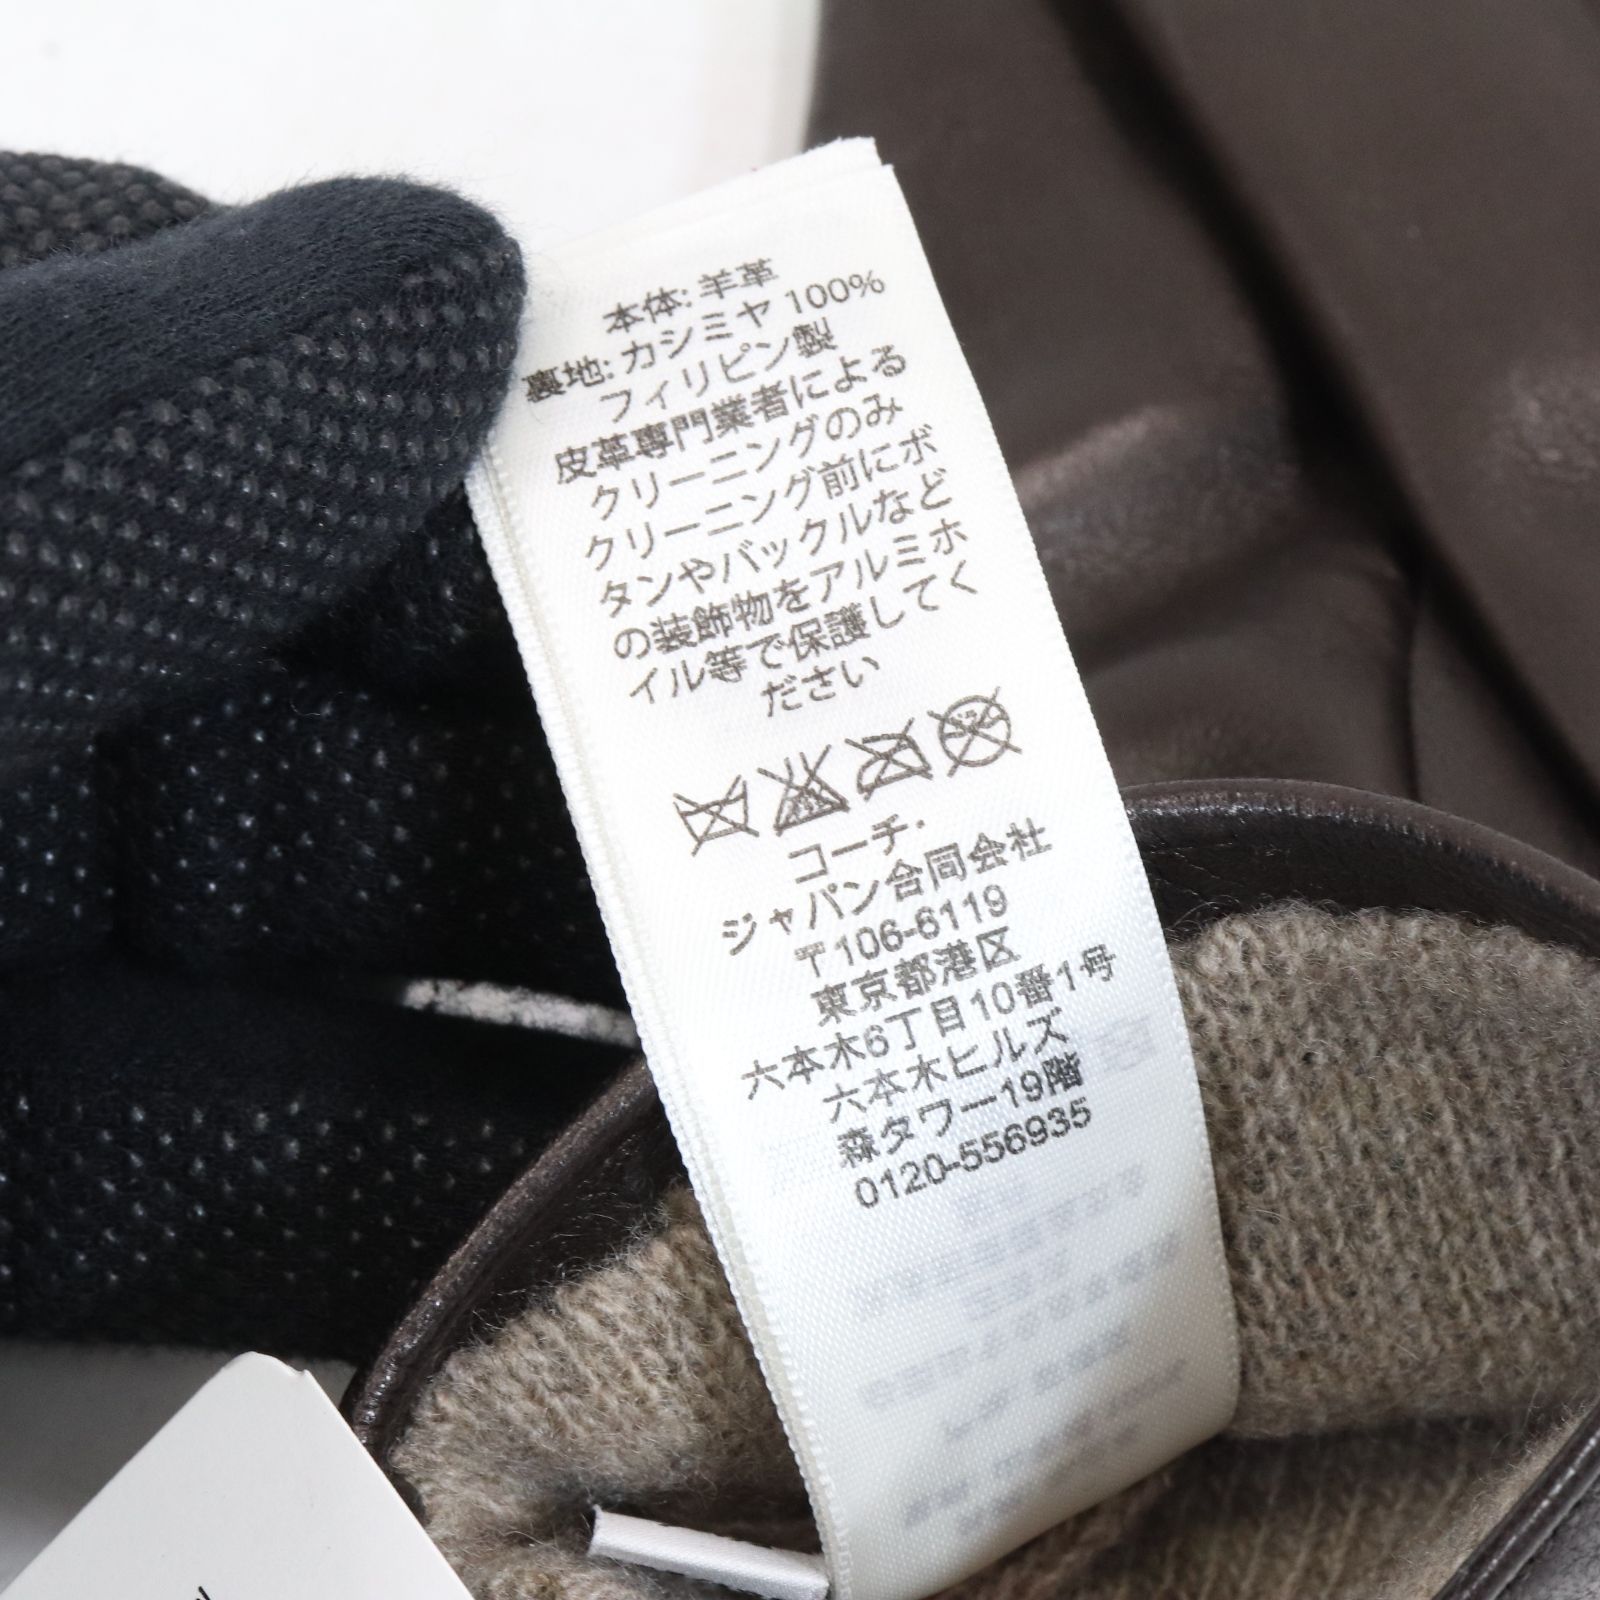 本体: 羊革
裏地: カシミヤ 100%
フィリピン製
皮革専門業者による
クリーニングのみ
クリーニング前にボ
タンやバックルなど
の装飾物をアルミホ
イル等で保護してく
ださい
コーチ・
ジャパン合同会社
〒106-6119
東京都港区
六本木6丁目10番1号
六本木ヒルズ
森タワー19階
0120-556935